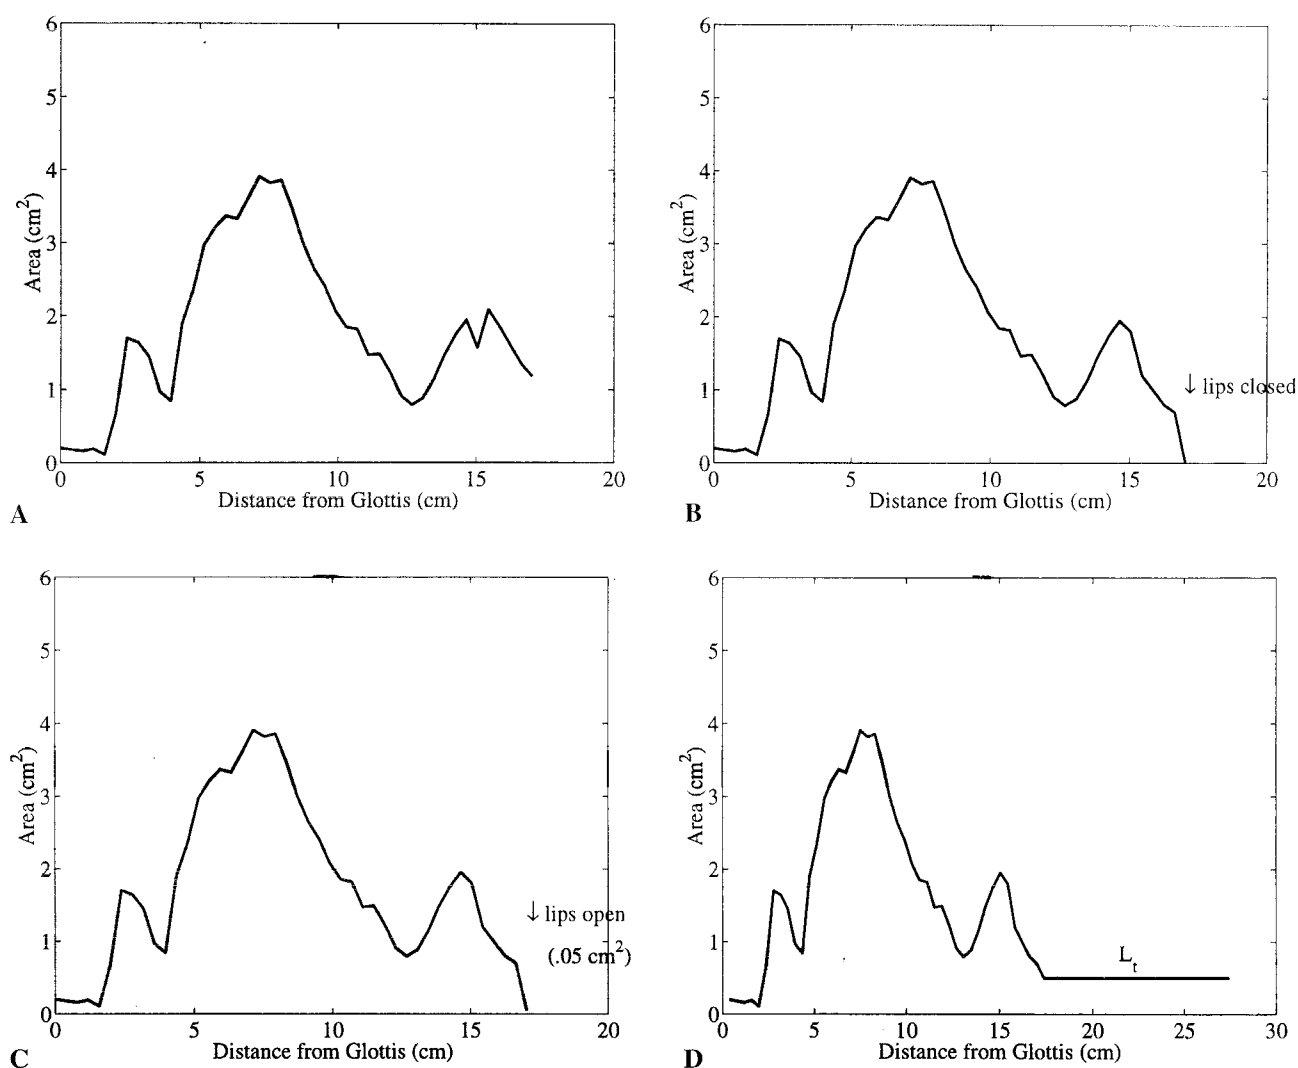 6
5
4
3
2
1
0
Area (cm2)
0 5 10 15 20
Distance from Glottis (cm)
A
6
5
4
3
2
1
0
Area (cm2)
↓ lips closed
0 5 10 15 20
Distance from Glottis (cm)
B
6
5
4
3
2
1
0
Area (cm2)
↓ lips open
(.05 cm2)
0 5 10 15 20
Distance from Glottis (cm)
C
6
5
4
3
2
1
0
Area (cm2)
Lt
0 5 10 15 20 25 30
Distance from Glottis (cm)
D